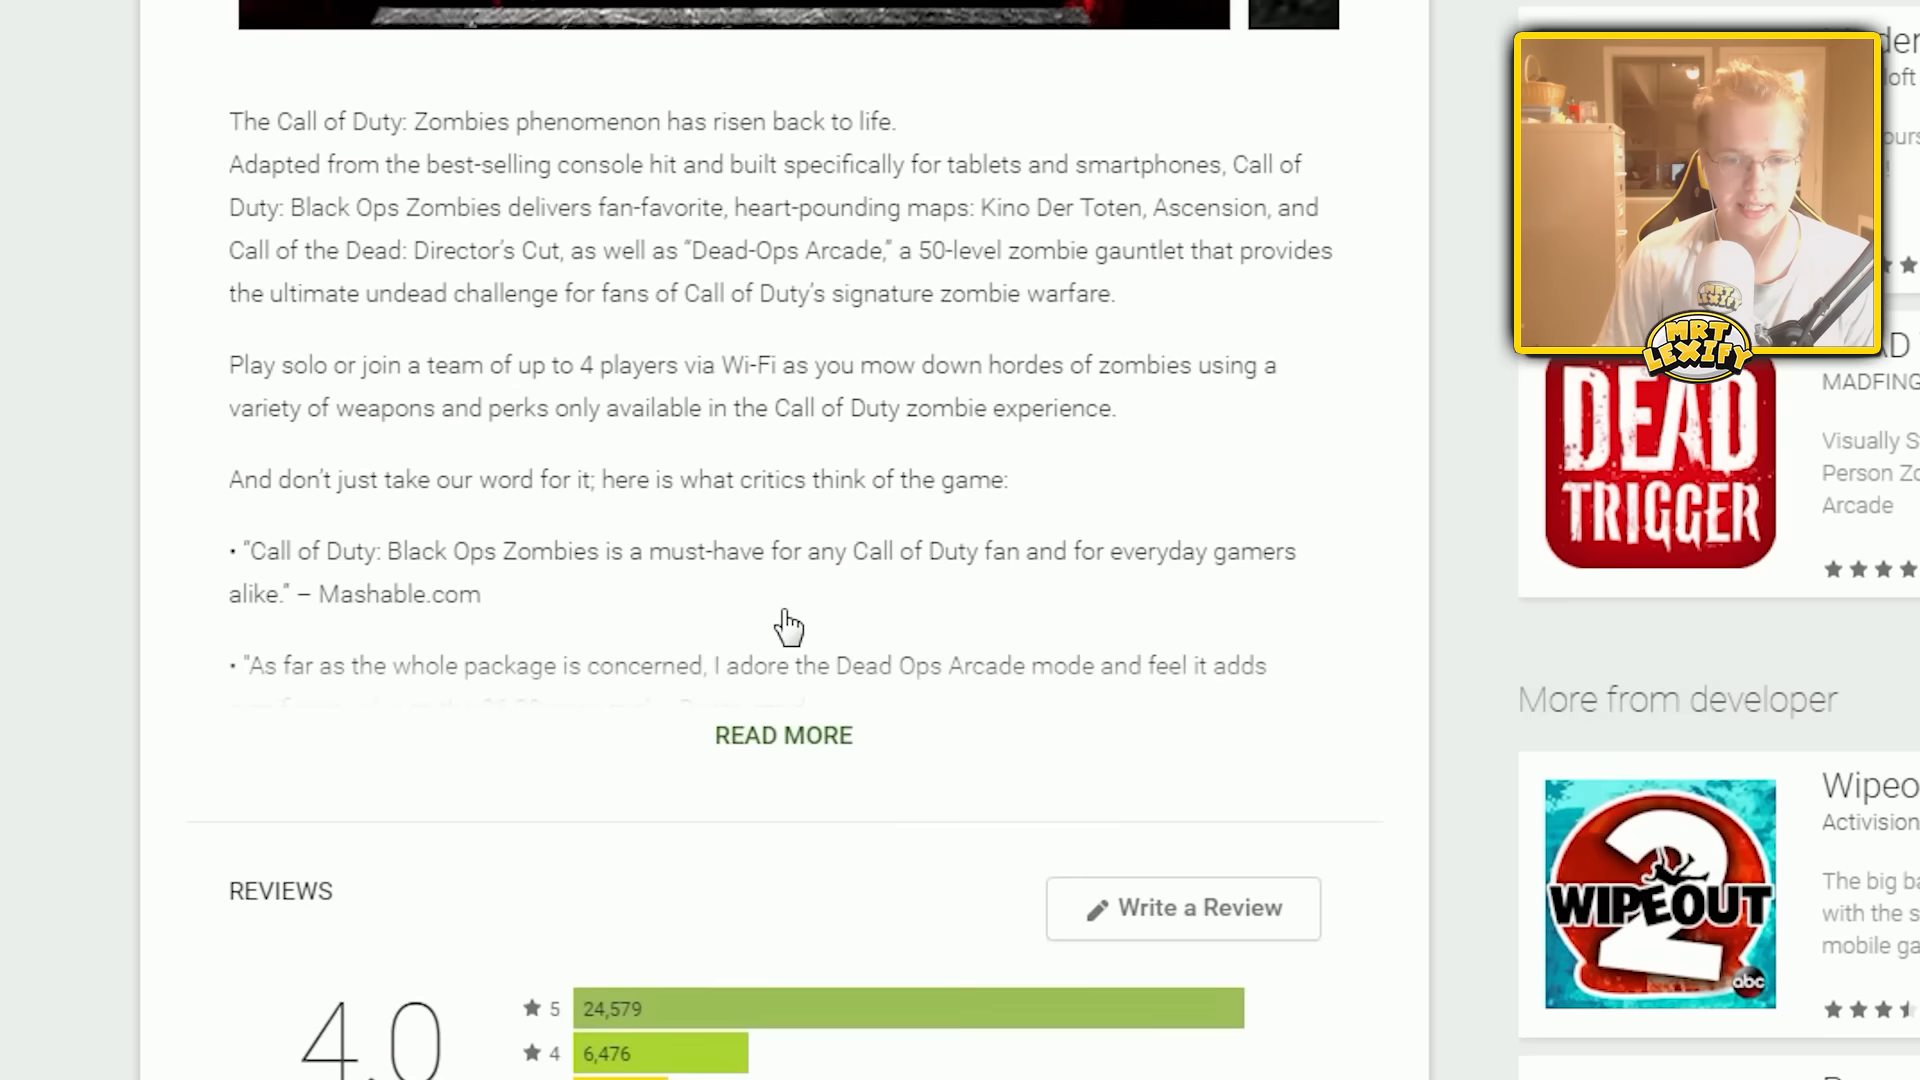 The Call of Duty: Zombies phenomenon has risen back to life.
Adapted from the best-selling console hit and built specifically for tablets and smartphones, Call of
Duty: Black Ops Zombies delivers fan-favorite, heart-pounding maps: Kino Der Toten, Ascension, and
Call of the Dead: Director's Cut, as well as “Dead-Ops Arcade,” a 50-level zombie gauntlet that provides
the ultimate undead challenge for fans of Call of Duty's signature zombie warfare.
Play solo or join a team of up to 4 players via Wi-Fi as you mow down hordes of zombies using a
variety of weapons and perks only available in the Call of Duty zombie experience.
And don't just take our word for it; here is what critics think of the game:
• “Call of Duty: Black Ops Zombies is a must-have for any Call of Duty fan and for everyday gamers
alike.” – Mashable.com
• "As far as the whole package is concerned, I adore the Dead Ops Arcade mode and feel it adds
READ MORE
REVIEWS
Write a Review
4.0
5 24,579
4 6,476
MRT
LEXIFY
MRT
LEXIFY
DEAD
TRIGGER
MADFING
Visually S
Person Zo
Arcade
More from developer
WIPEOUT
2
abc
Wipeo
Activision
The big ba
with the s
mobile ga